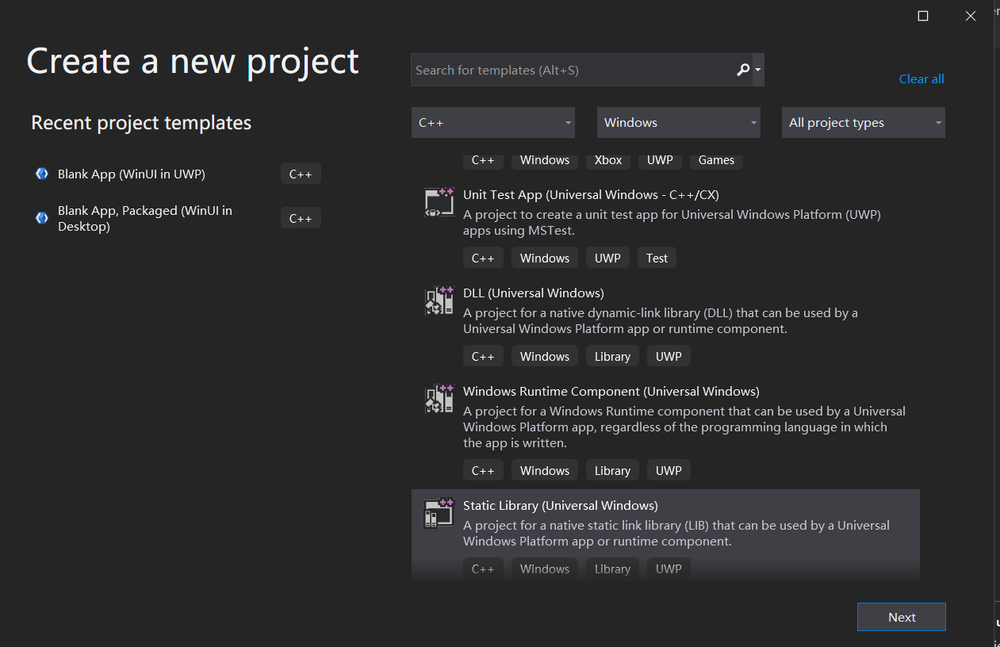 Create a new project
Search for templates (Alt+S)
Clear all
Recent project templates
C++
Windows
All project types
Blank App (WinUI in UWP)
C++
Blank App, Packaged (WinUI in
Desktop)
C++
C++ Windows Xbox UWP Games
Unit Test App (Universal Windows - C++/CX)
A project to create a unit test app for Universal Windows Platform (UWP)
apps using MSTest.
C++ Windows UWP Test
DLL (Universal Windows)
A project for a native dynamic-link library (DLL) that can be used by a
Universal Windows Platform app or runtime component.
C++ Windows Library UWP
Windows Runtime Component (Universal Windows)
A project for a Windows Runtime component that can be used by a Universal
Windows Platform app, regardless of the programming language in which
the app is written.
C++ Windows Library UWP
Static Library (Universal Windows)
A project for a native static link library (LIB) that can be used by a Universal
Windows Platform app or runtime component.
C++ Windows Library UWP
Next